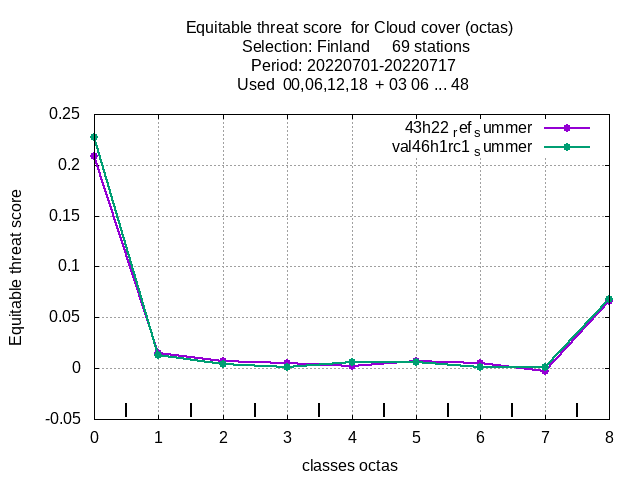 Equitable threat score for Cloud cover (octas)
Selection: Finland 69 stations
Period: 20220701-20220717
Used 00,06,12,18 + 03 06 ... 48
43h22 refsummer
val46h1rc1 summer
Equitable threat score
0.25
0.2
0.15
0.1
0.05
0
-0.05
0 1 2 3 4 5 6 7 8
classes octas